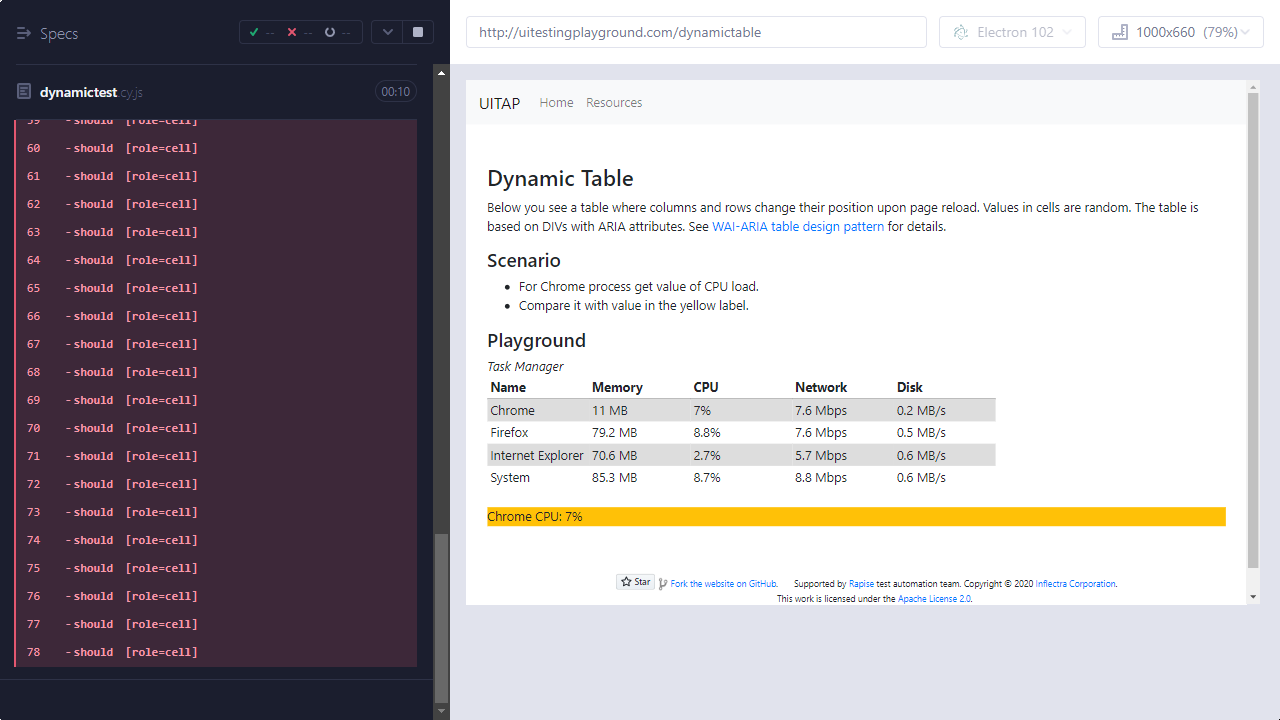 Specs
--
--
--
dynamictest.cy.js
00:10
59 -should [role=cell]
60 -should [role=cell]
61 -should [role=cell]
62 -should [role=cell]
63 -should [role=cell]
64 -should [role=cell]
65 -should [role=cell]
66 -should [role=cell]
67 -should [role=cell]
68 -should [role=cell]
69 -should [role=cell]
70 -should [role=cell]
71 -should [role=cell]
72 -should [role=cell]
73 -should [role=cell]
74 -should [role=cell]
75 -should [role=cell]
76 -should [role=cell]
77 -should [role=cell]
78 -should [role=cell]
http://uitestingplayground.com/dynamictable
Electron 102
1000x660 (79%)
UITAP Home Resources
Dynamic Table
Below you see a table where columns and rows change their position upon page reload. Values in cells are random. The table is
based on DIVs with ARIA attributes. See WAI-ARIA table design pattern for details.
Scenario
• For Chrome process get value of CPU load.
• Compare it with value in the yellow label.
Playground
Task Manager
Name Memory CPU Network Disk
Chrome 11 MB 7% 7.6 Mbps 0.2 MB/s
Firefox 79.2 MB 8.8% 7.6 Mbps 0.5 MB/s
Internet Explorer 70.6 MB 2.7% 5.7 Mbps 0.6 MB/s
System 85.3 MB 8.7% 8.8 Mbps 0.6 MB/s
Chrome CPU: 7%
Star Fork the website on GitHub. Supported by Rapise test automation team. Copyright © 2020 Inflectra Corporation.
This work is licensed under the Apache License 2.0.